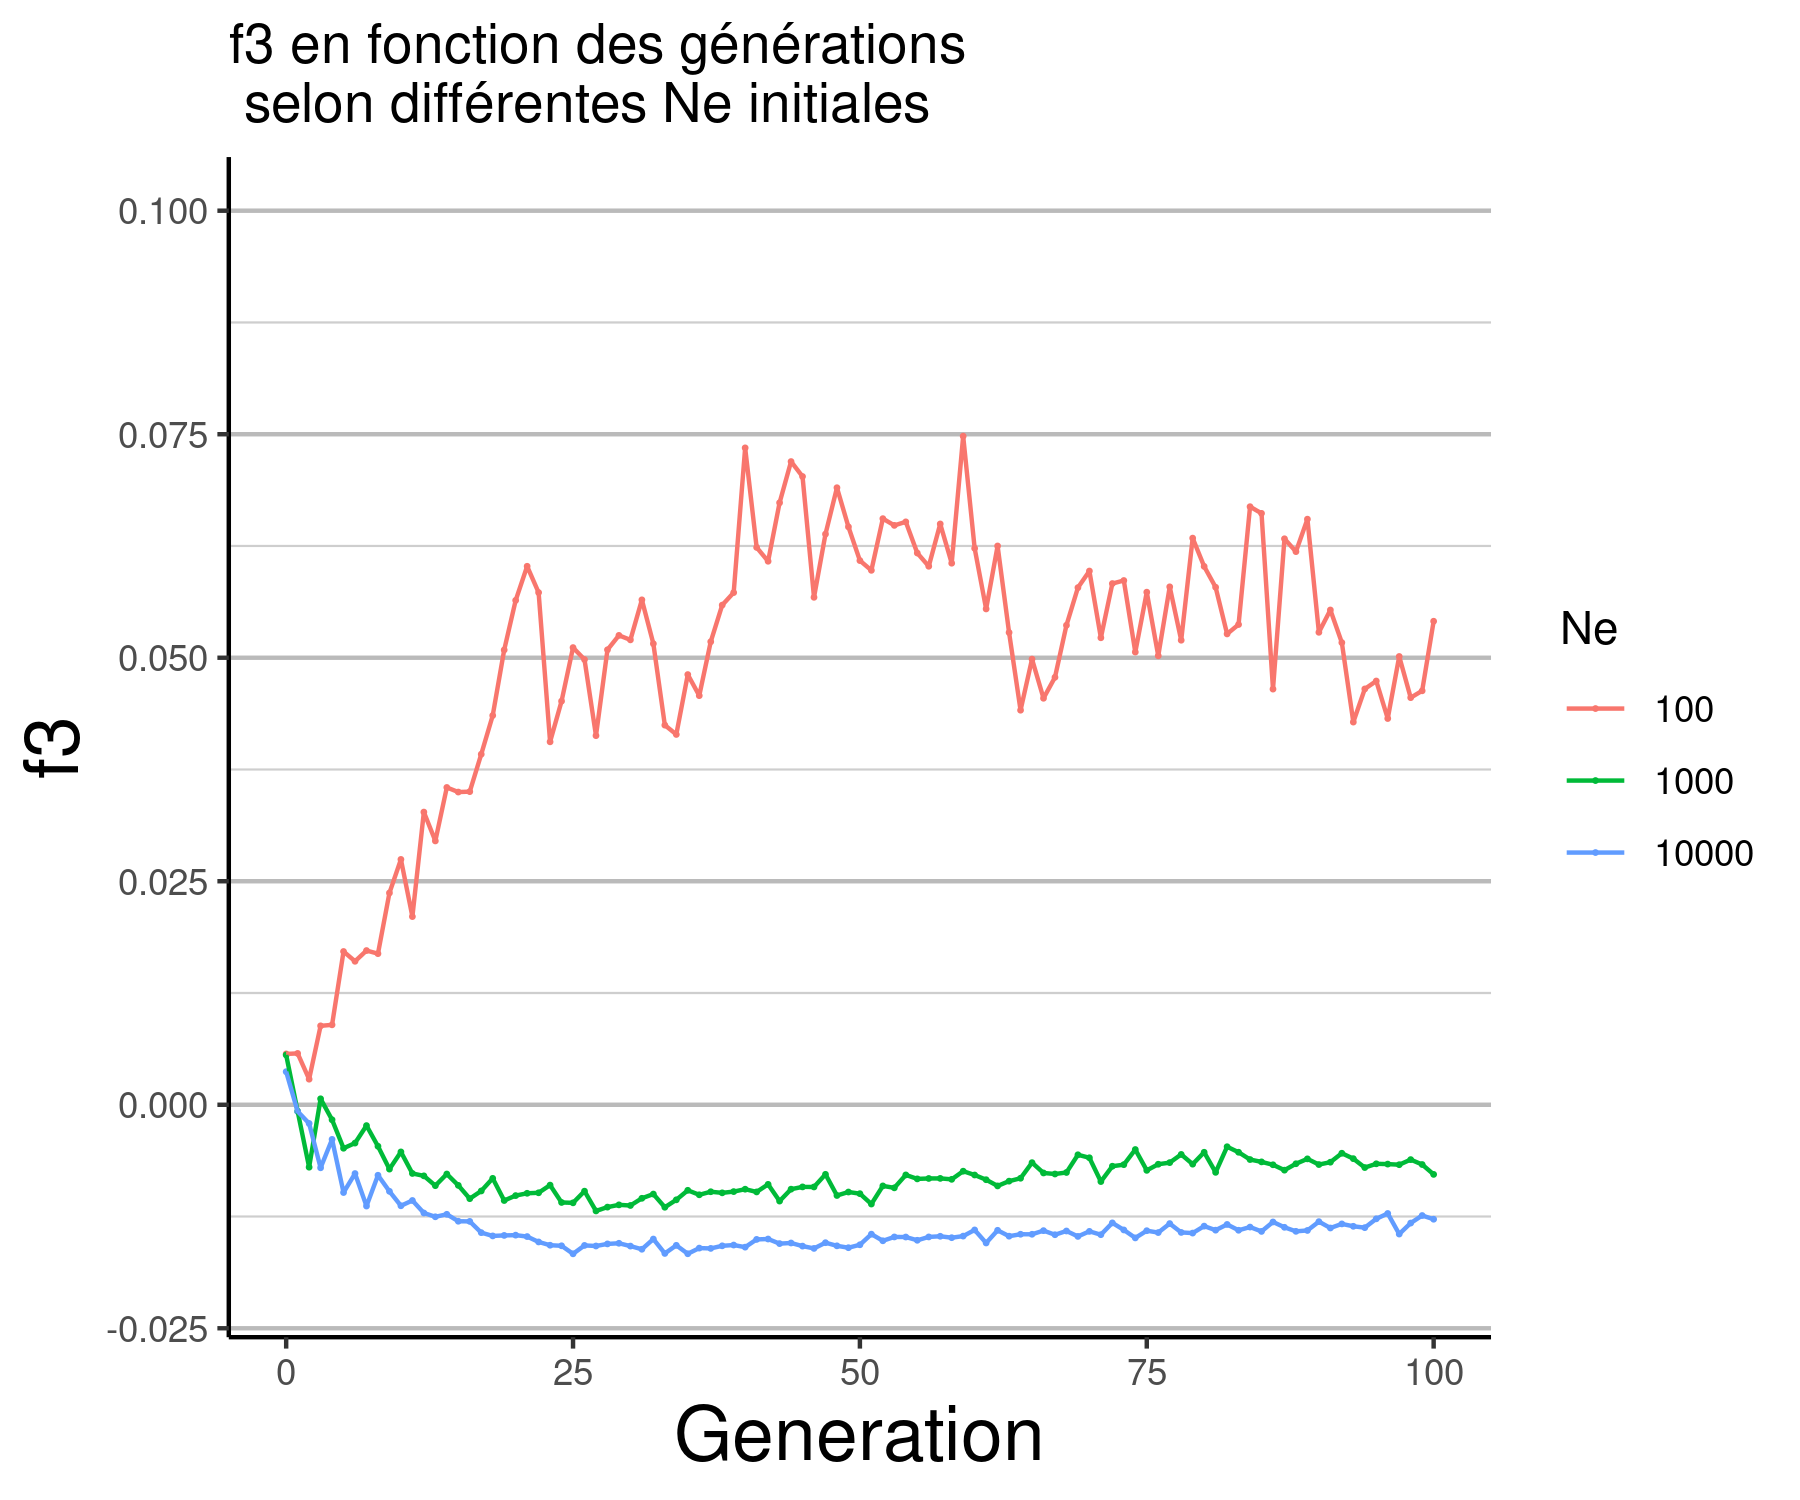 f3 en fonction des générations
selon différentes Ne initiales
0.100
0.075
0.050
0.025
0.000
-0.025
f3
0
25
50
75
100
Generation
Ne
100
1000
10000